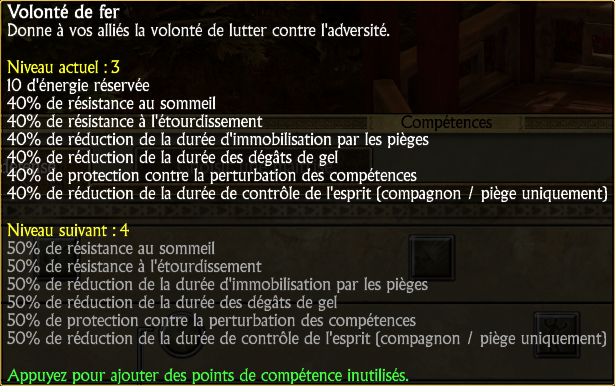 Volonté de fer
Donne à vos alliés la volonté de lutter contre l'adversité.
Niveau actuel : 3
10 d'énergie réservée
40% de résistance au sommeil
40% de résistance à l'étourdissement
Compétences
40% de réduction de la durée d'immobilisation par les pièges
40% de réduction de la durée des dégâts de gel
40% de protection contre la perturbation des compétences
40% de réduction de la durée de contrôle de l'esprit (compagnon / piège uniquement)
Niveau suivant : 4
50% de résistance au sommeil
50% de résistance à l'étourdissement
50% de réduction de la durée d'immobilisation par les pièges
50% de réduction de la durée des dégâts de gel
50% de protection contre la perturbation des compétences
50% de réduction de la durée de contrôle de l'esprit (compagnon / piège uniquement)
Appuyez pour ajouter des points de compétence inutilisés.